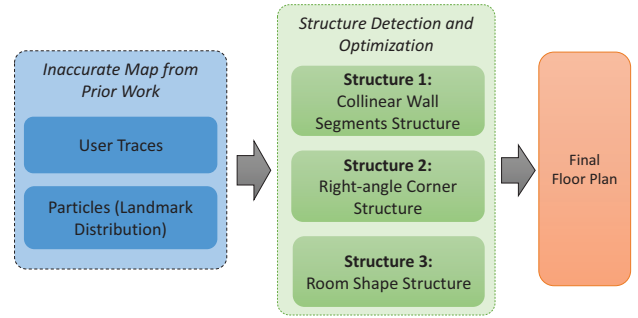 Inaccurate Map from
Prior Work
User Traces
Particles (Landmark
Distribution)
Structure Detection and
Optimization
Structure 1:
Collinear Wall
Segments Structure
Structure 2:
Right-angle Corner
Structure
Structure 3:
Room Shape Structure
Final
Floor Plan